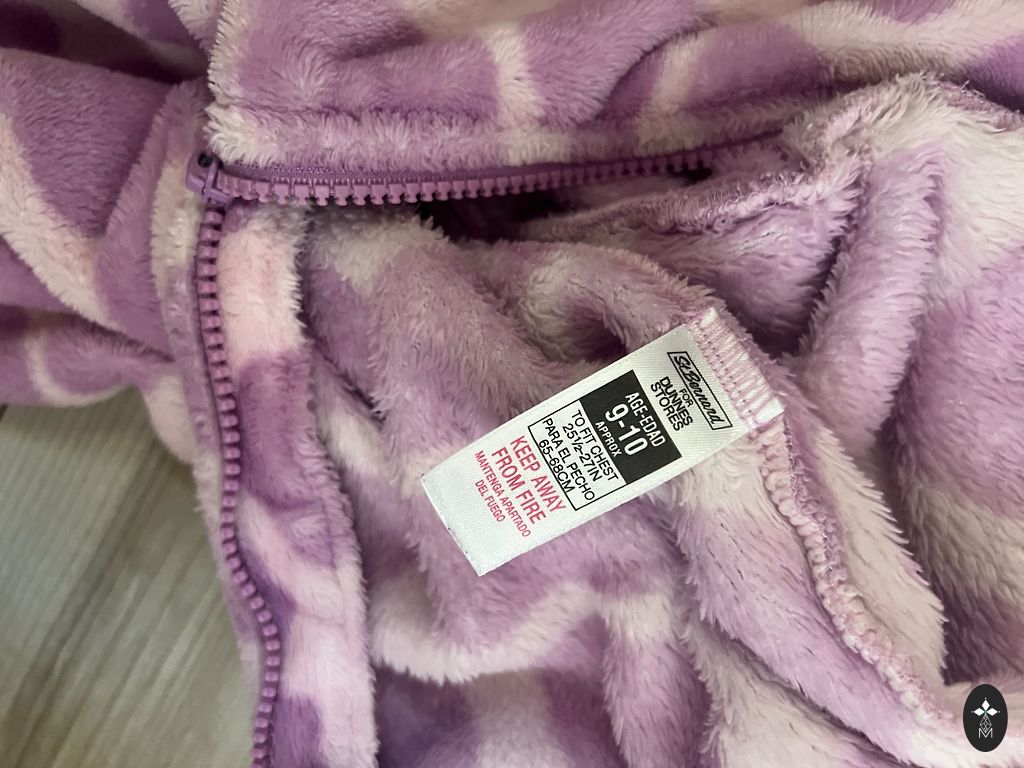 St Bernard
FOR
DUNNES
STORES
AGE-EDAD
9-10
APPROX
TO FIT CHEST
25½-27IN
PARA EL PECHO
65-68CM
KEEP AWAY
FROM FIRE
MANTENGA APARTADO
DEL FUEGO
M